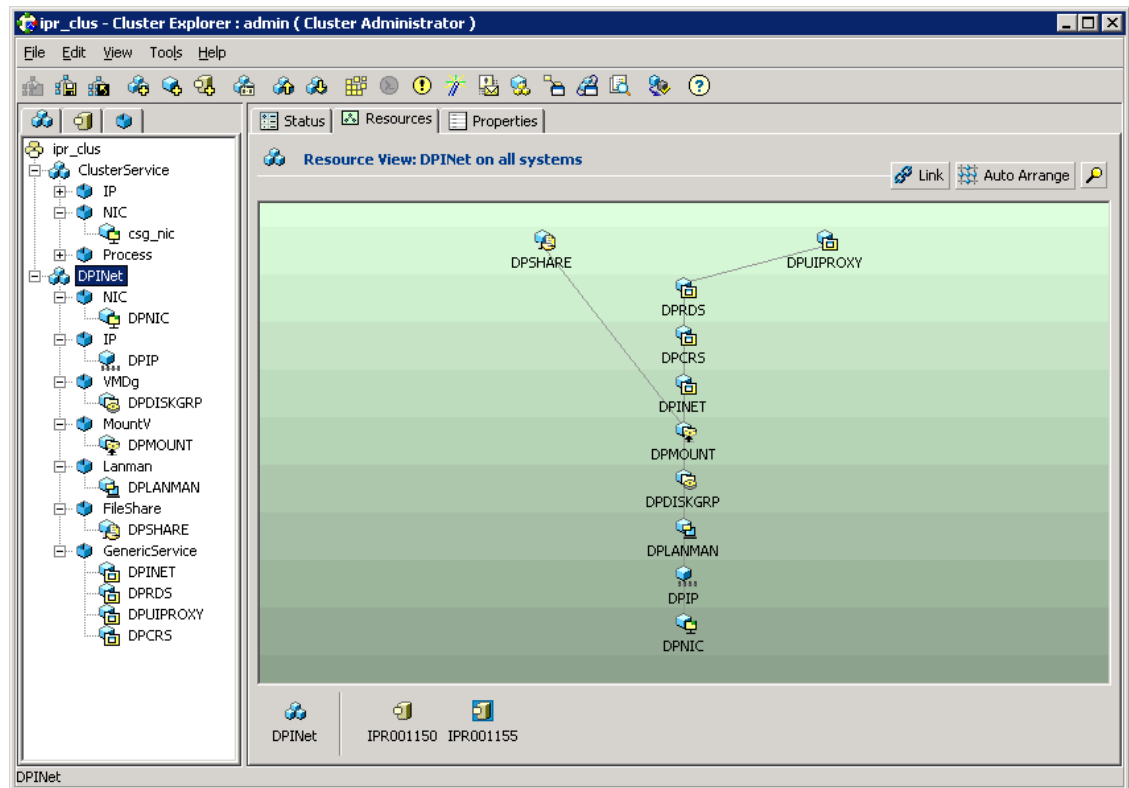 ipr_clus - Cluster Explorer : admin ( Cluster Administrator )
File Edit View Tools Help
Status Resources Properties
ipr_clus
ClusterService
IP
NIC
csg_nic
Process
DPINet
NIC
DPNIC
IP
DPIP
VMDg
DPDISKGRP
MountV
DPMOUNT
Lanman
DPLANMAN
FileShare
DPSHARE
GenericService
DPINET
DPRDS
DPUIPROXY
DPCRS
Resource View: DPINet on all systems
Link Auto Arrange
DPSHARE DPUIPROXY
DPRDS
DPCRS
DPINET
DPMOUNT
DPDISKGRP
DPLANMAN
DPIP
DPNIC
DPINet IPR001150 IPR001155
DPINet